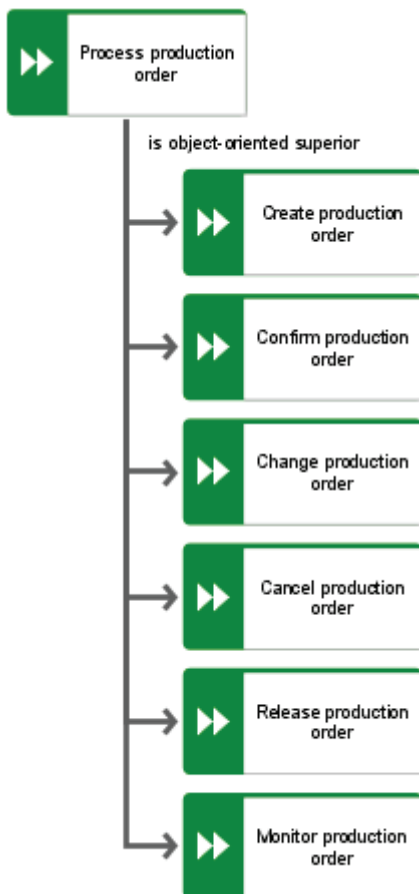 Process production
order
is object-oriented superior
Create production
order
Confirm production
order
Change production
order
Cancel production
order
Release production
order
Monitor production
order